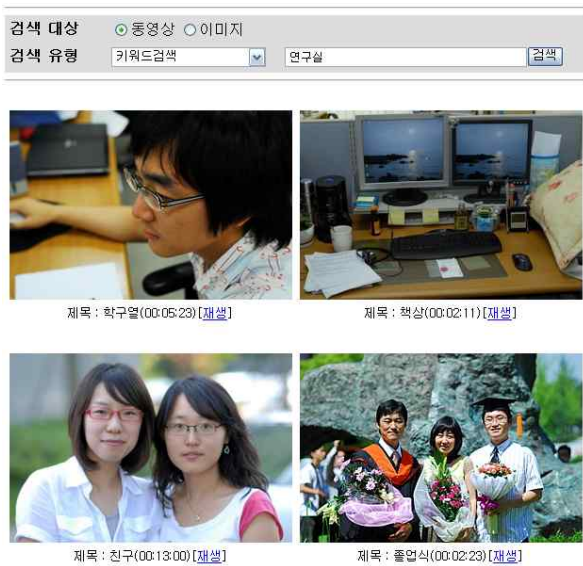 검색 대상 동영상 이미지
검색 유형 키워드검색 연구실 검색
제목 : 학구열(00:05:23)[재생]
제목 : 책상(00:02:11)[재생]
제목 : 친구(00:13:00)[재생]
제목 : 졸업식(00:02:23)[재생]